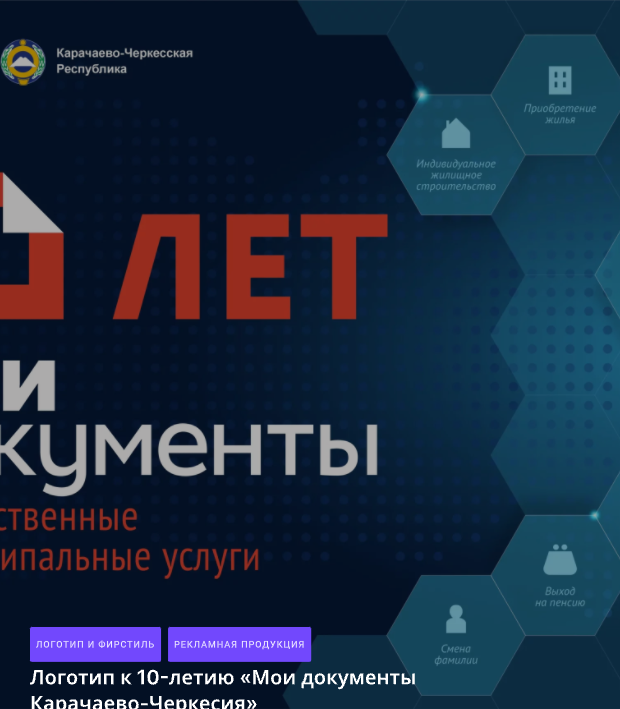 Карачаево-Черкесская
Республика
Приобретение
жилья
Индивидуальное
жилищное
строительство
ЛЕТ
и
кументы
ственные
ипальные услуги
Выход
на пенсию
Смена
фамилии
ЛОГОТИП И ФИРСТИЛЬ
РЕКЛАМНАЯ ПРОДУКЦИЯ
Логотип к 10-летию «Мои документы
Карачаево-Черкесия»